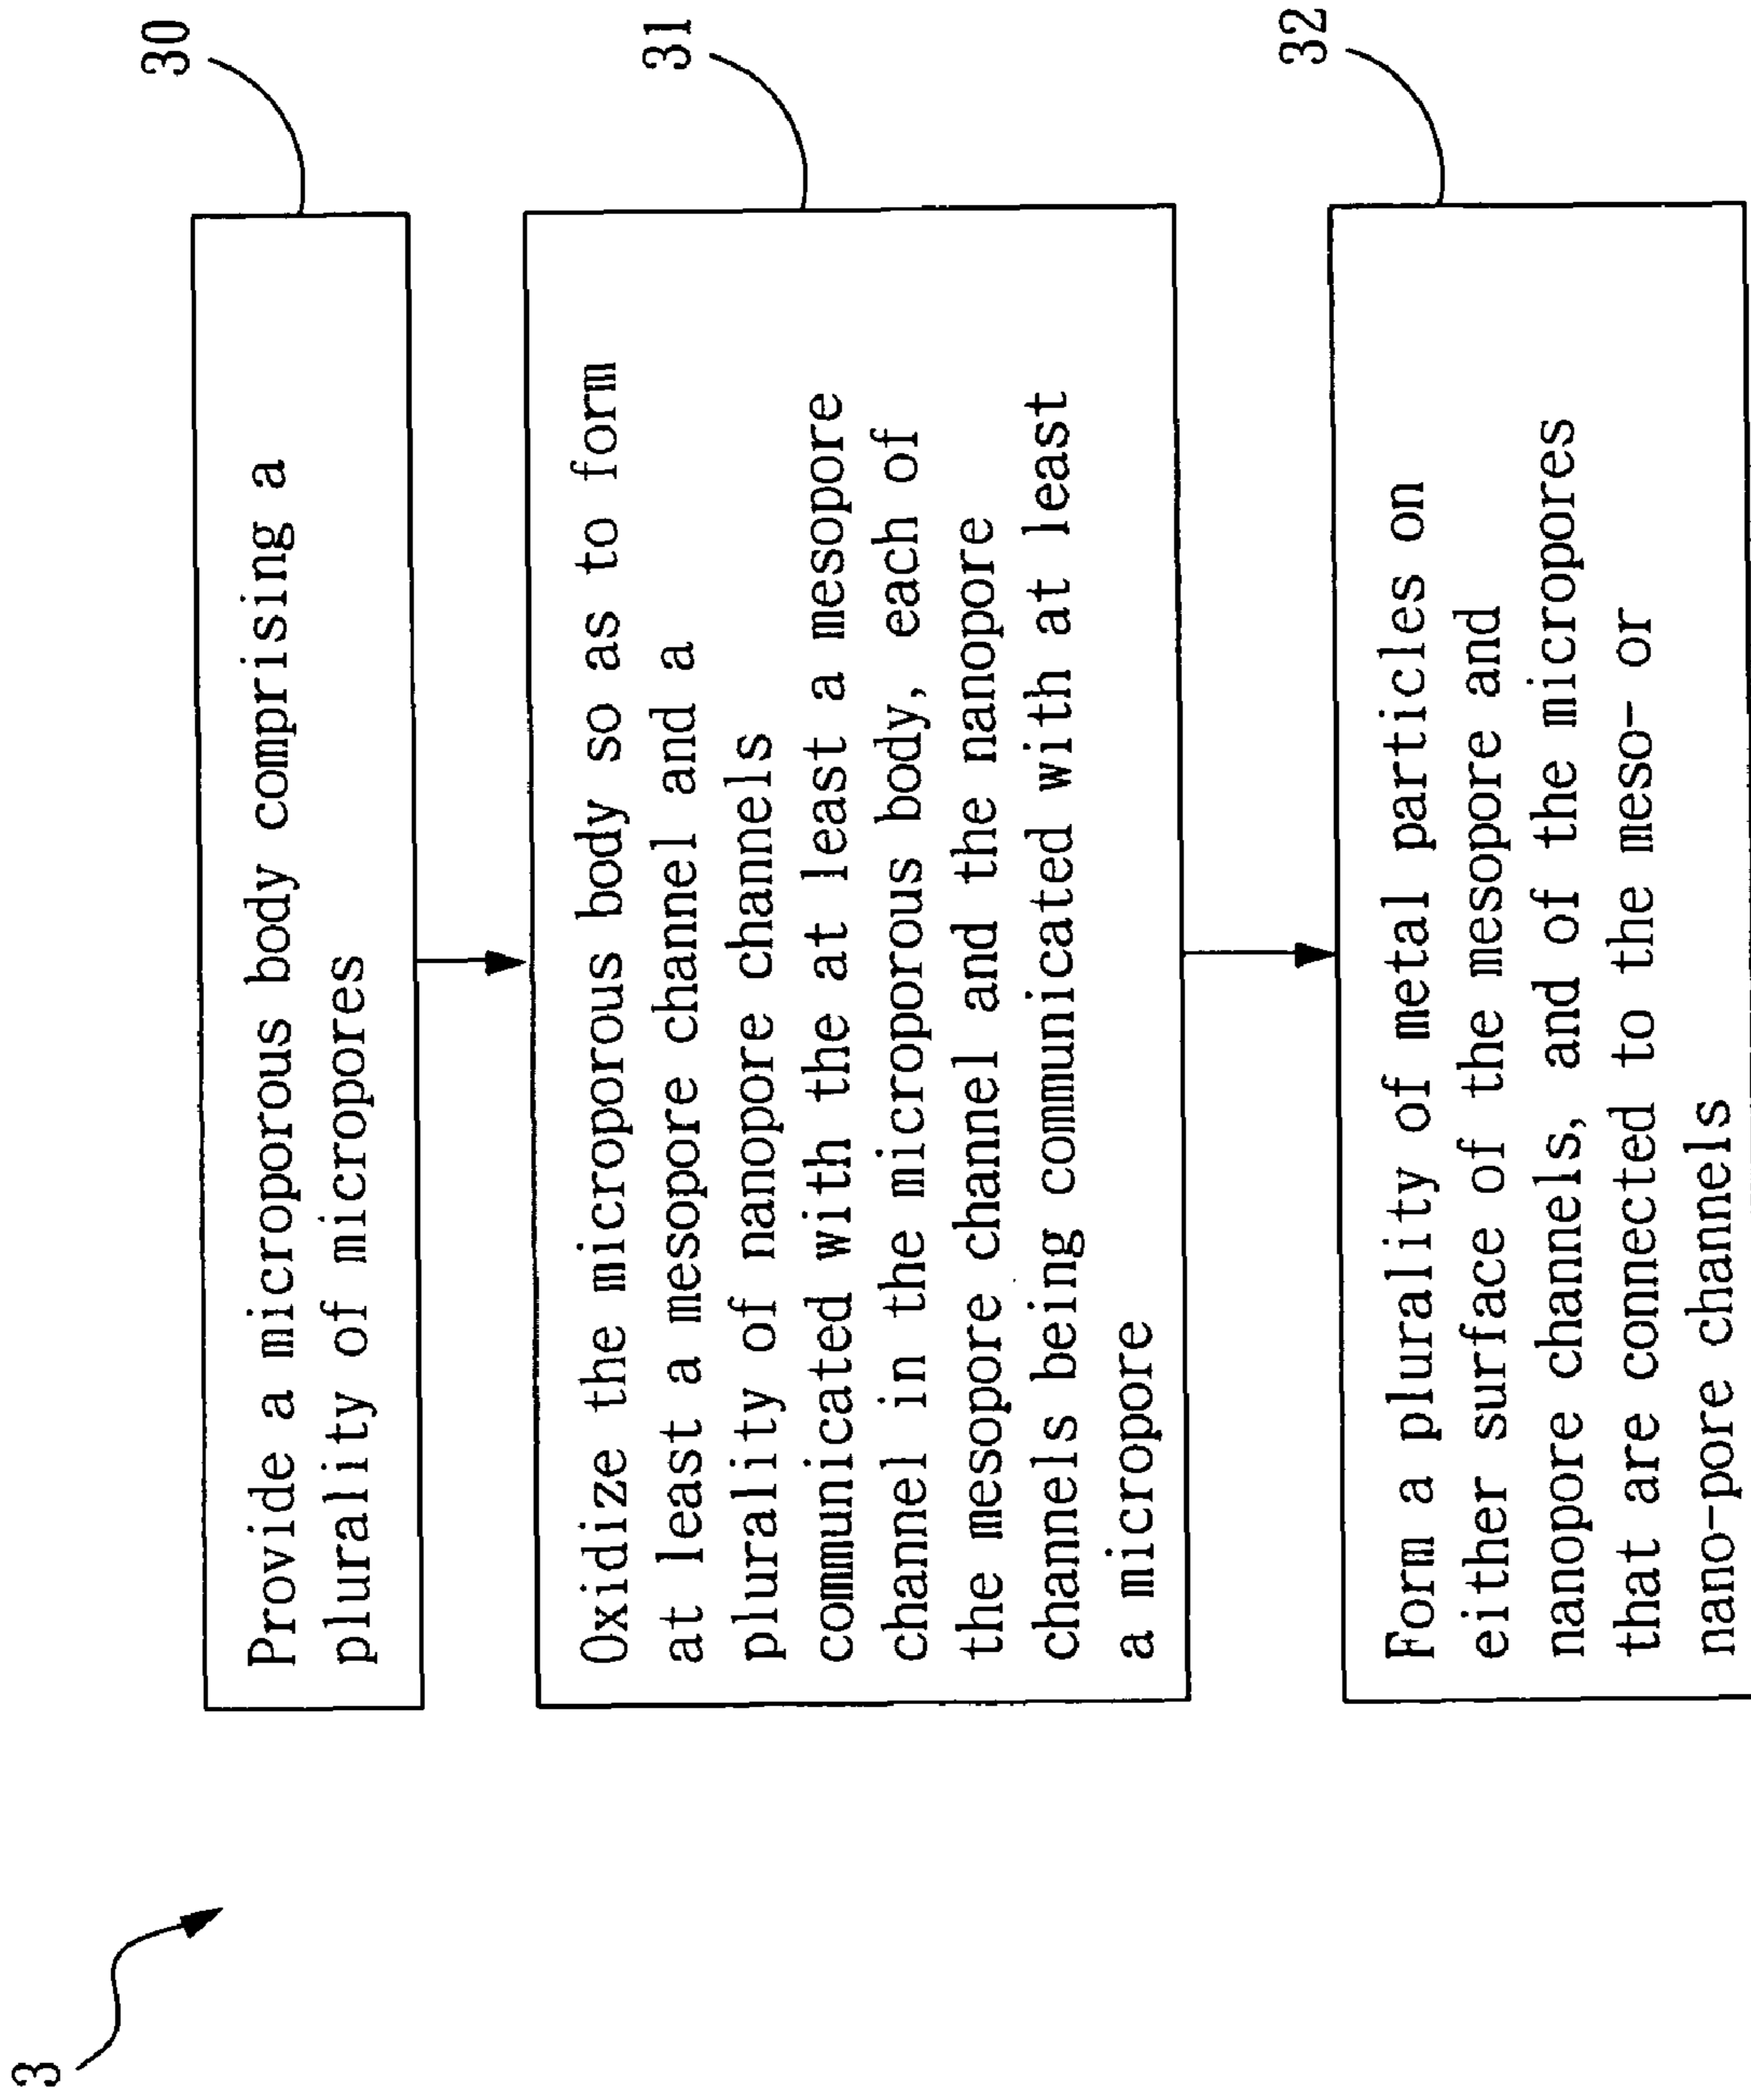 3
30
Provide a microporous body comprising a
plurality of micropores
31
Oxidize the microporous body so as to form
at least a mesopore channel and a
plurality of nanopore channels
communicated with the at least a mesopore
channel in the microporous body, each of
the mesopore channel and the nanopore
channels being communicated with at least
a micropore
32
Form a plurality of metal particles on
either surface of the mesopore and
nanopore channels, and of the micropores
that are connected to the meso- or
nano-pore channels